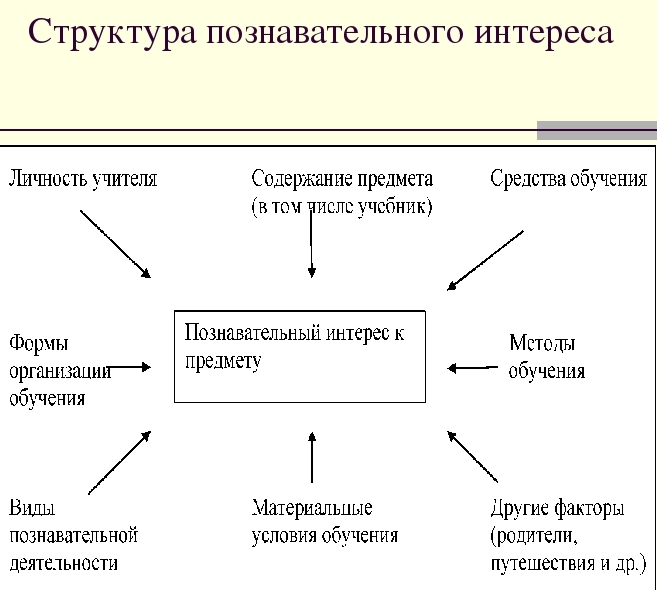 Структура познавательного интереса
Личность учителя
Содержание предмета
(в том числе учебник)
Средства обучения
Формы
организации
обучения
Познавательный интерес к
предмету
Методы
обучения
Виды
познавательной
деятельности
Материальные
условия обучения
Другие факторы
(родители,
путешествия и др.)